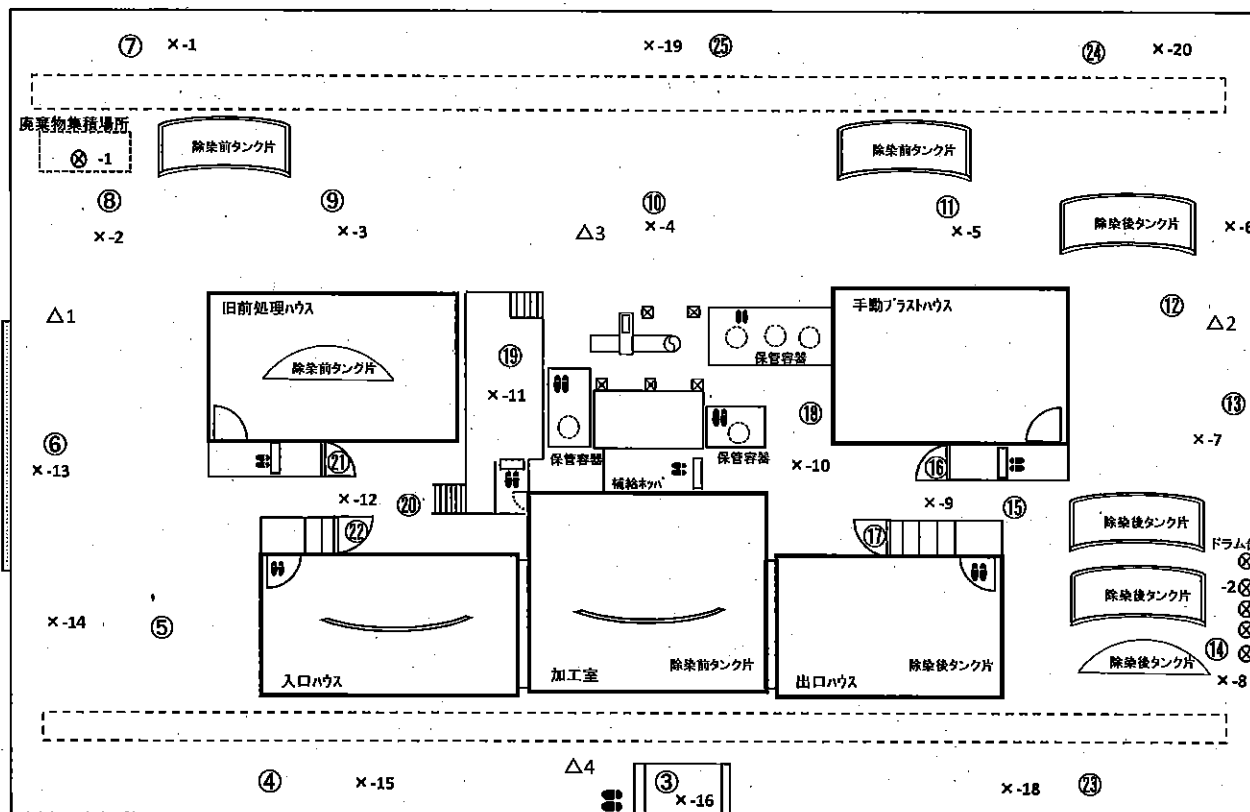 ⑦ ×-1 ×-19 ㉕ ㉔ ×-20
廃棄物集積場所
⊗ -1
除染前タンク片
除染前タンク片
⑧ ⑨ ⑩ ⑪
除染後タンク片
×-2 ×-3 △3 ×-4 ×-5 ×-6
△1
旧前処理ハウス
手動ブラストハウス
⑫
△2
除染前タンク片
⑲
保管容器
×-11
⑱
⑬
⑥
×-13
㉑
保管容器
保管容器
×-10
⑯
×-7
補給ホッパ
×-12 ⑳
×-9 ⑮
㉒
⑰
除染後タンク片
ドラム缶
-2
除染後タンク片
×-14 ⑤
⑭
除染後タンク片
×-8
入口ハウス
加工室
除染前タンク片
出口ハウス
除染後タンク片
④ ×-15 △4 ③ ×-16 ×-18 ㉓